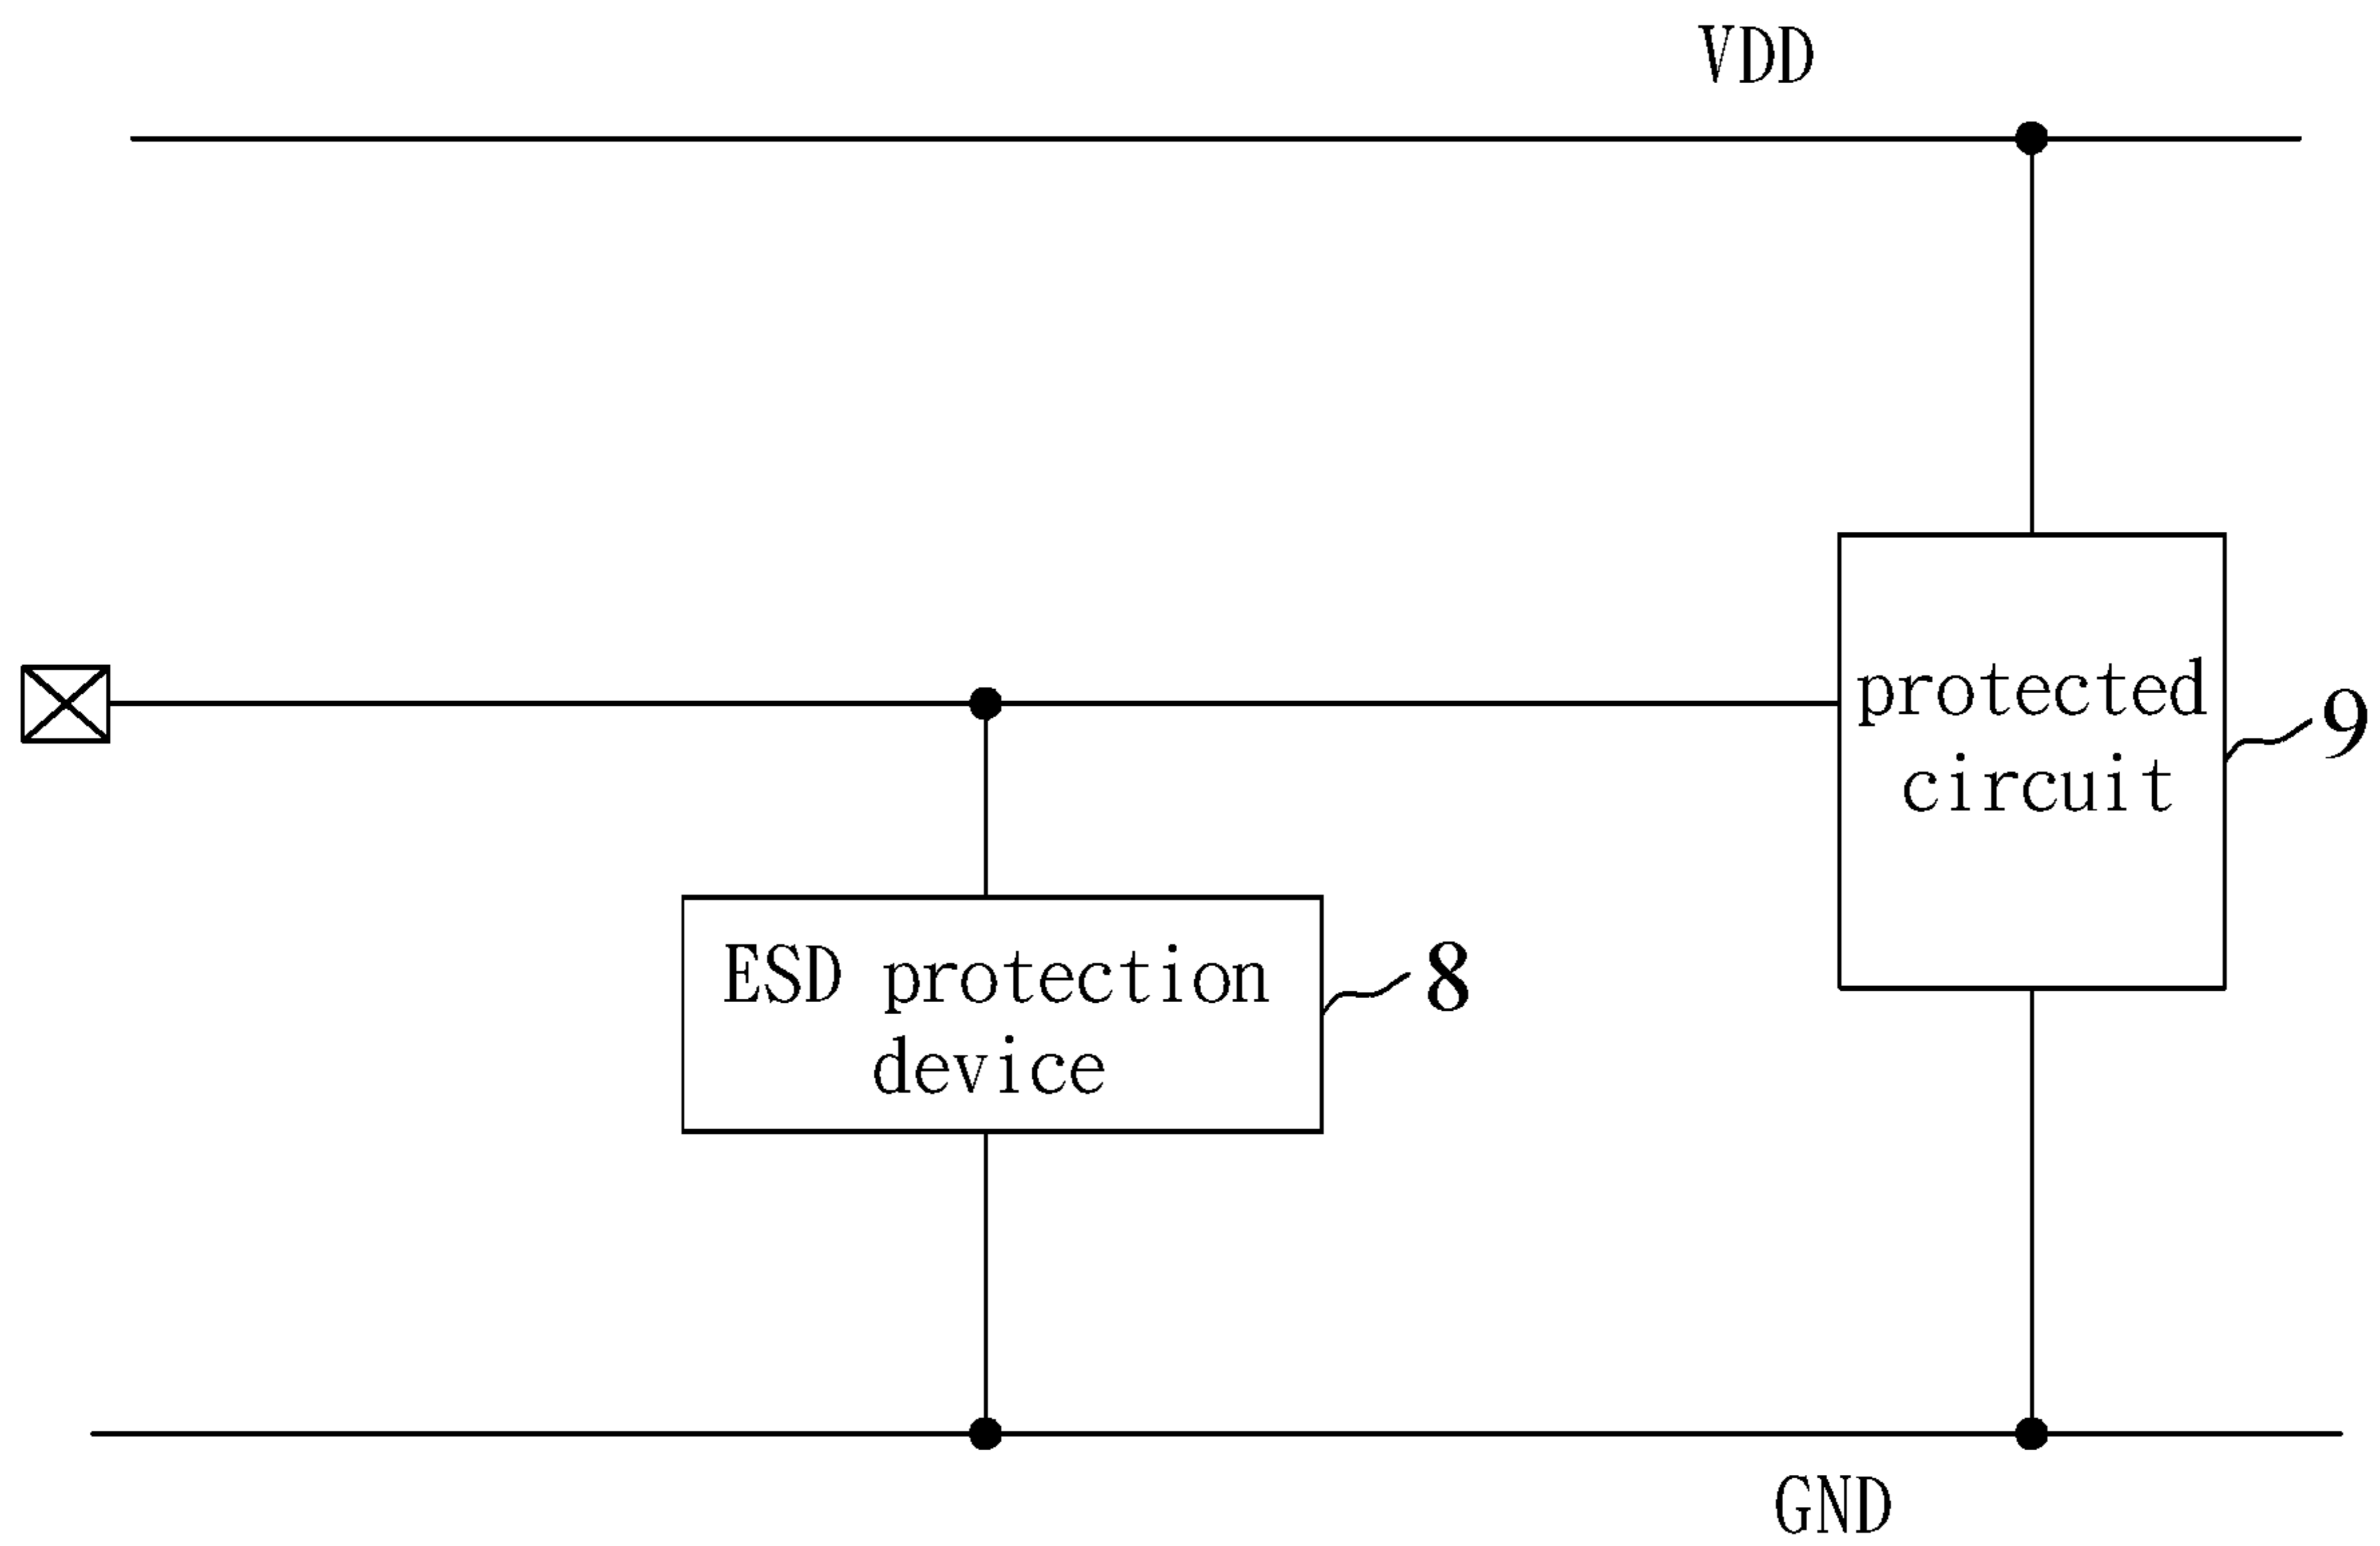 VDD
protected
circuit
9
ESD protection
device
8
GND